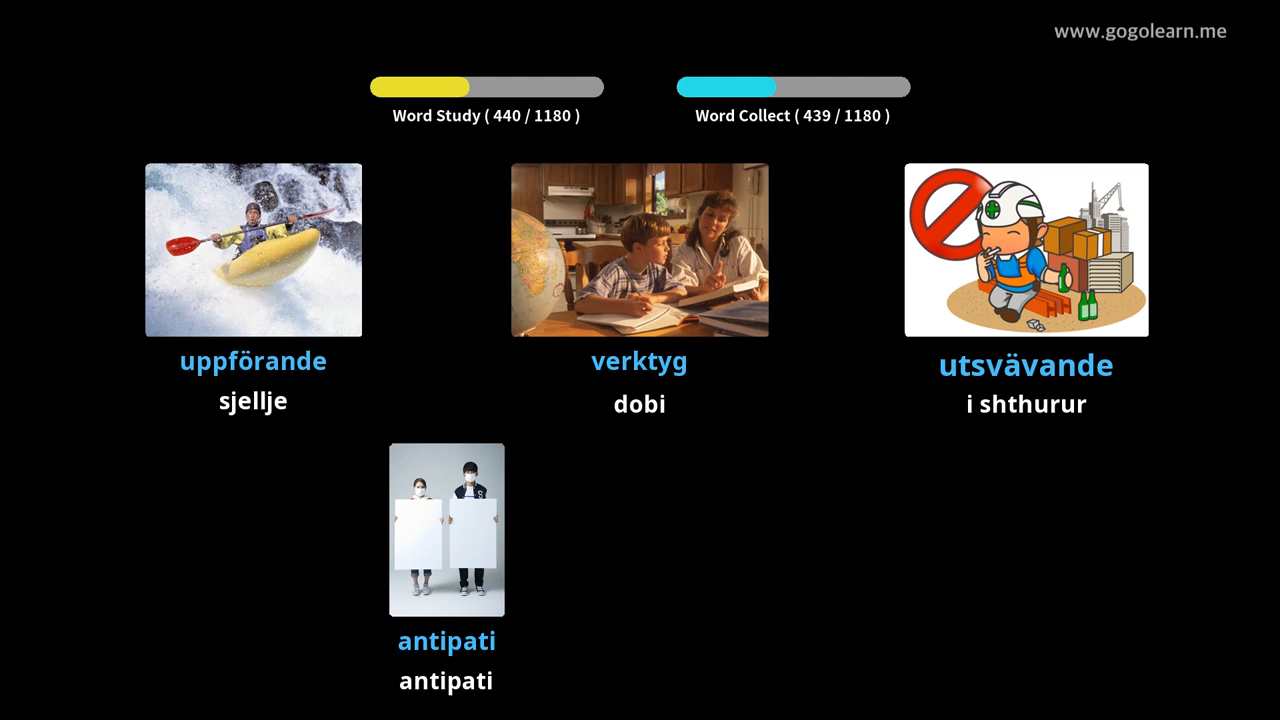 www.gogolearn.me
Word Study ( 440 / 1180 )
Word Collect ( 439 / 1180 )
uppförande
verktyg
utsvävande
sjellje
dobi
i shthurur
antipati
antipati